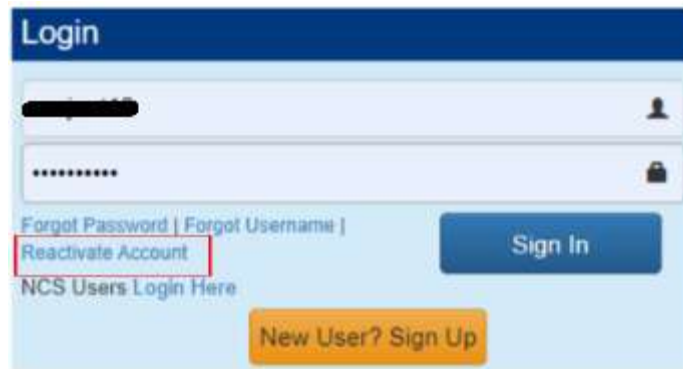 Login
••••••••••
Forgot Password | Forgot Username |
Reactivate Account
Sign In
NCS Users Login Here
New User? Sign Up